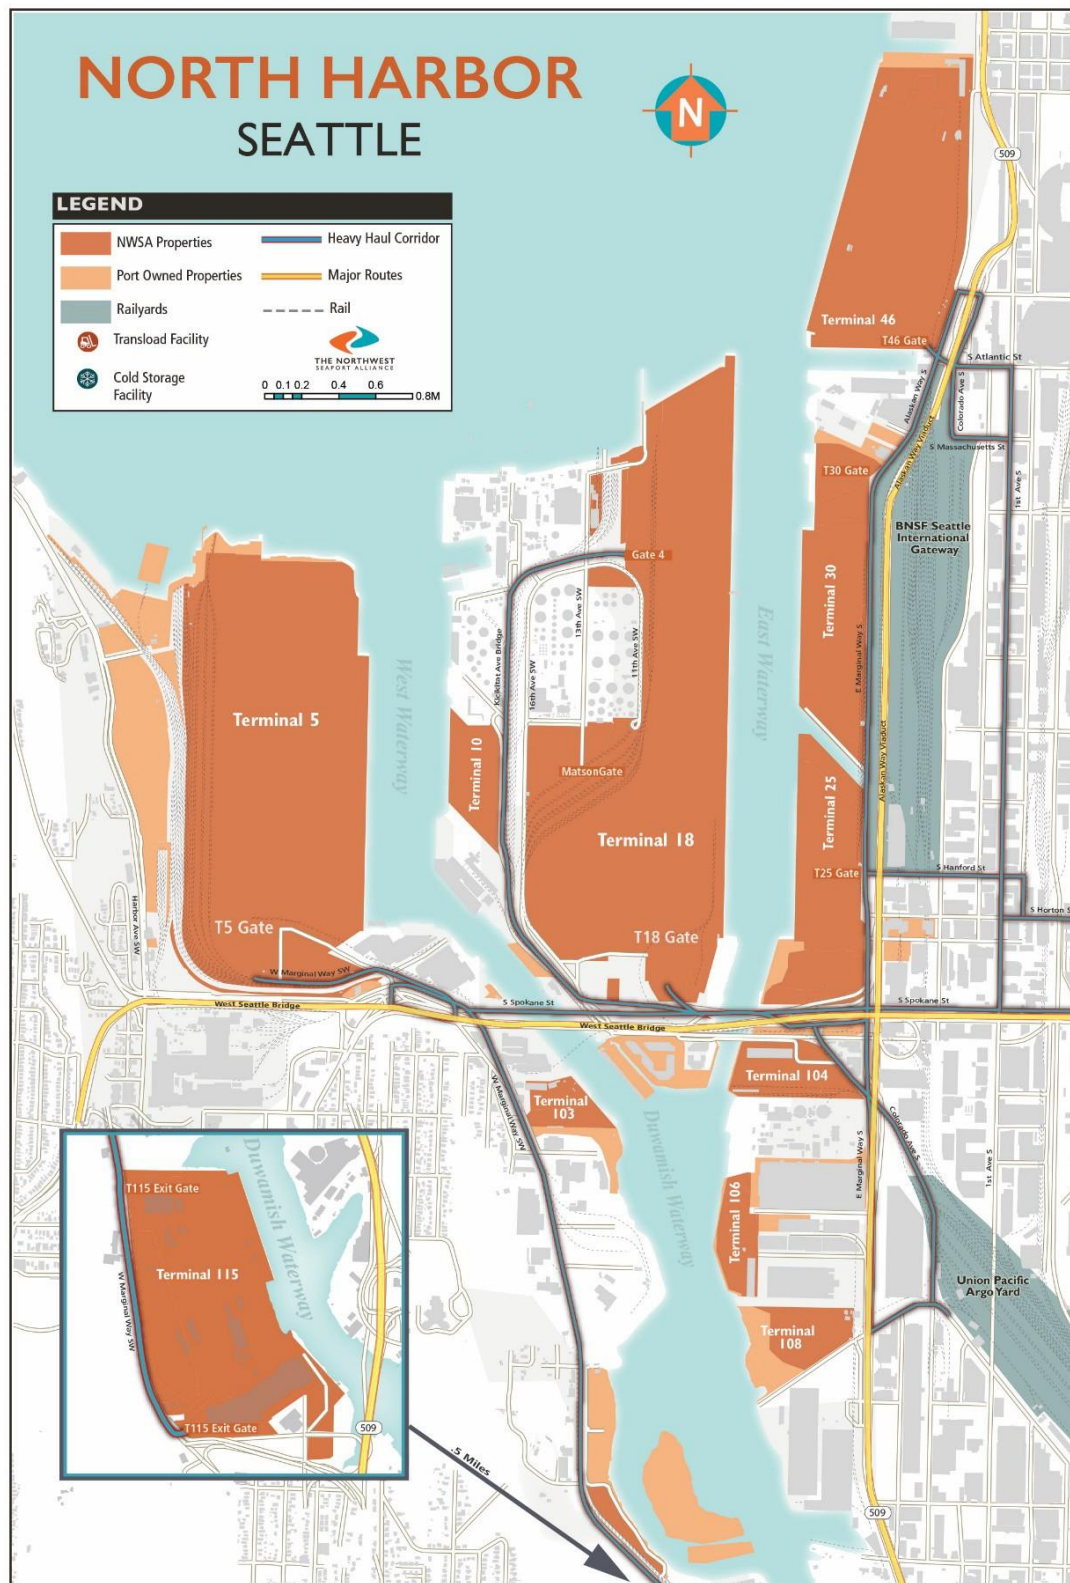 NORTH HARBOR
SEATTLE
N
LEGEND
NWSA Properties
Port Owned Properties
Railyards
Transload Facility
Cold Storage
Facility
Heavy Haul Corridor
Major Routes
Rail
THE NORTHWEST
SEAPORT ALLIANCE
0 0.1 0.2 0.4 0.6 0.8M
509
Terminal 46
T46 Gate
S Atlantic St
Alaskan Way S
Colorado Ave S
S Massachusetts St
Alaskan Way Viaduct
1st Ave S
T30 Gate
BNSF Seattle
International
Gateway
Terminal 30
E Marginal Way S
Gate 4
13th Ave SW
11th Ave SW
16th Ave SW
Kickitat Ave Bridge
West Waterway
East Waterway
Terminal 5
Terminal 10
MatsonGate
Terminal 18
Alaskan Way Viaduct
Terminal 25
T25 Gate
S Hanford St
S Horton S
Harbor Ave SW
T5 Gate
T18 Gate
W Marginal Way SW
West Seattle Bridge
S Spokane St
S Spokane St
West Seattle Bridge
Terminal 104
Terminal
103
W Marginal Way SW
Duwamish Waterway
Colorado Ave S
E Marginal Way S
1st Ave S
Terminal 106
Union Pacific
Argo Yard
Terminal
108
T115 Exit Gate
Duwamish Waterway
Terminal 115
W Marginal Way SW
T115 Exit Gate
509
.5 Miles
509